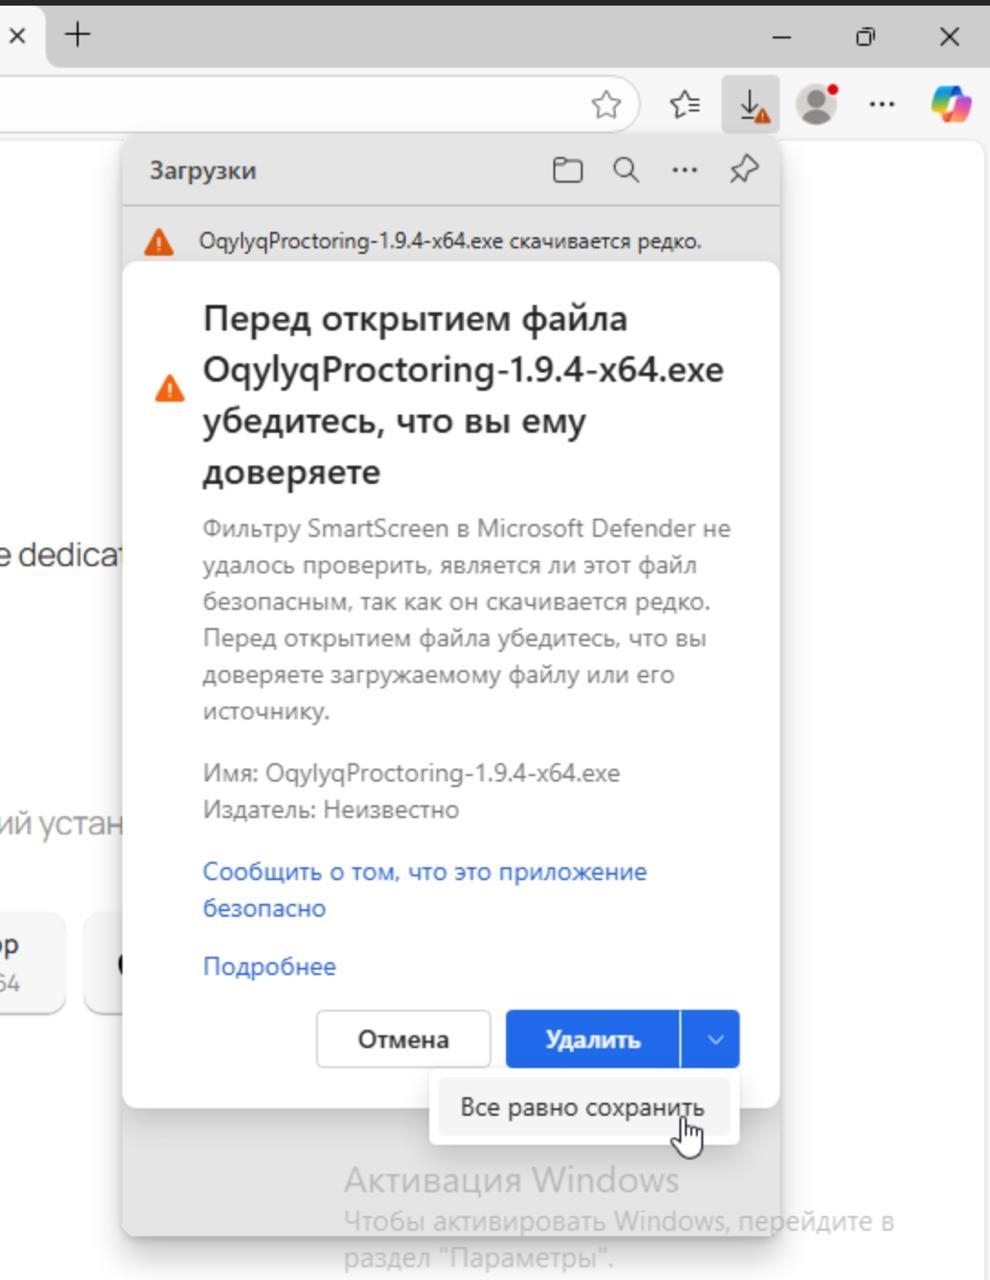 Загрузки
OqylyqProctoring-1.9.4-x64.exe скачивается редко.
Перед открытием файла
OqylyqProctoring-1.9.4-x64.exe
убедитесь, что вы ему
доверяете
Фильтру SmartScreen в Microsoft Defender не
удалось проверить, является ли этот файл
безопасным, так как он скачивается редко.
Перед открытием файла убедитесь, что вы
доверяете загружаемому файлу или его
источнику.
Имя: OqylyqProctoring-1.9.4-x64.exe
Издатель: Неизвестно
Сообщить о том, что это приложение
безопасно
Подробнее
Отмена
Удалить
Все равно сохранить
e dedicat
ий устан
64
Активация Windows
Чтобы активировать Windows, перейдите в
раздел "Параметры".